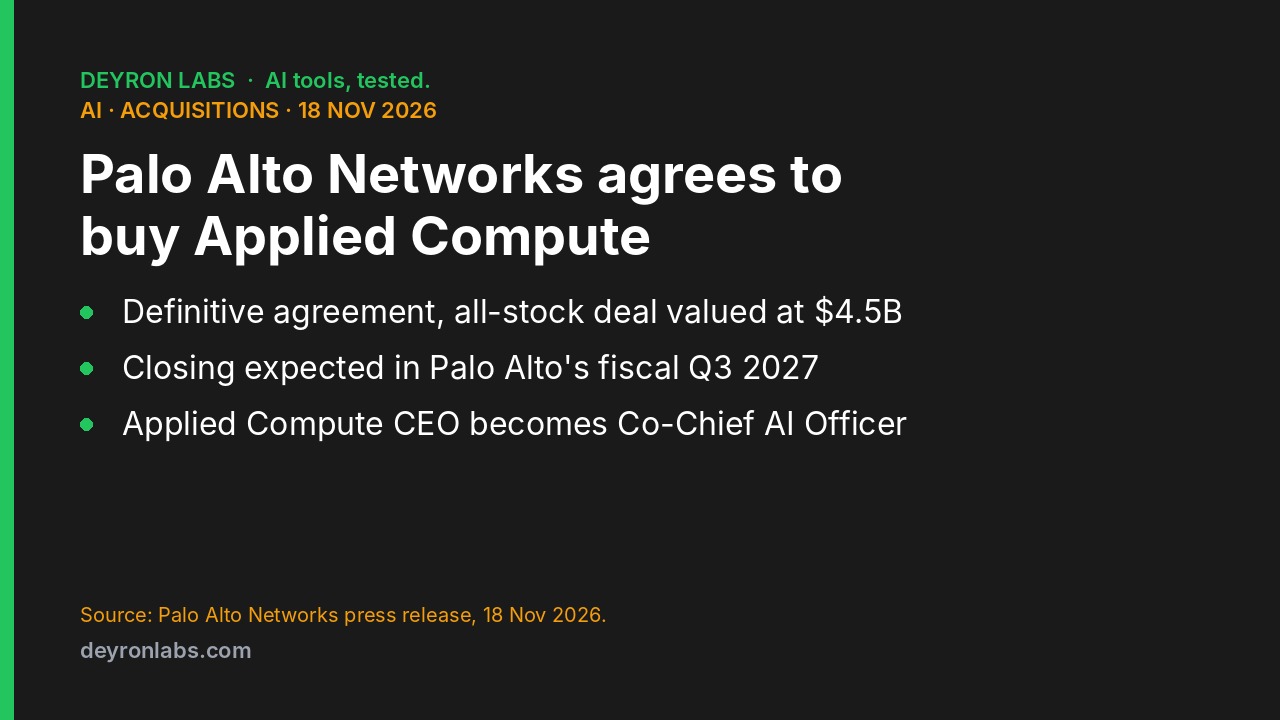 DEYRON LABS · AI tools, tested.
AI · ACQUISITIONS · 18 NOV 2026
Palo Alto Networks agrees to
buy Applied Compute
Definitive agreement, all-stock deal valued at $4.5B
Closing expected in Palo Alto's fiscal Q3 2027
Applied Compute CEO becomes Co-Chief AI Officer
Source: Palo Alto Networks press release, 18 Nov 2026.
deyronlabs.com